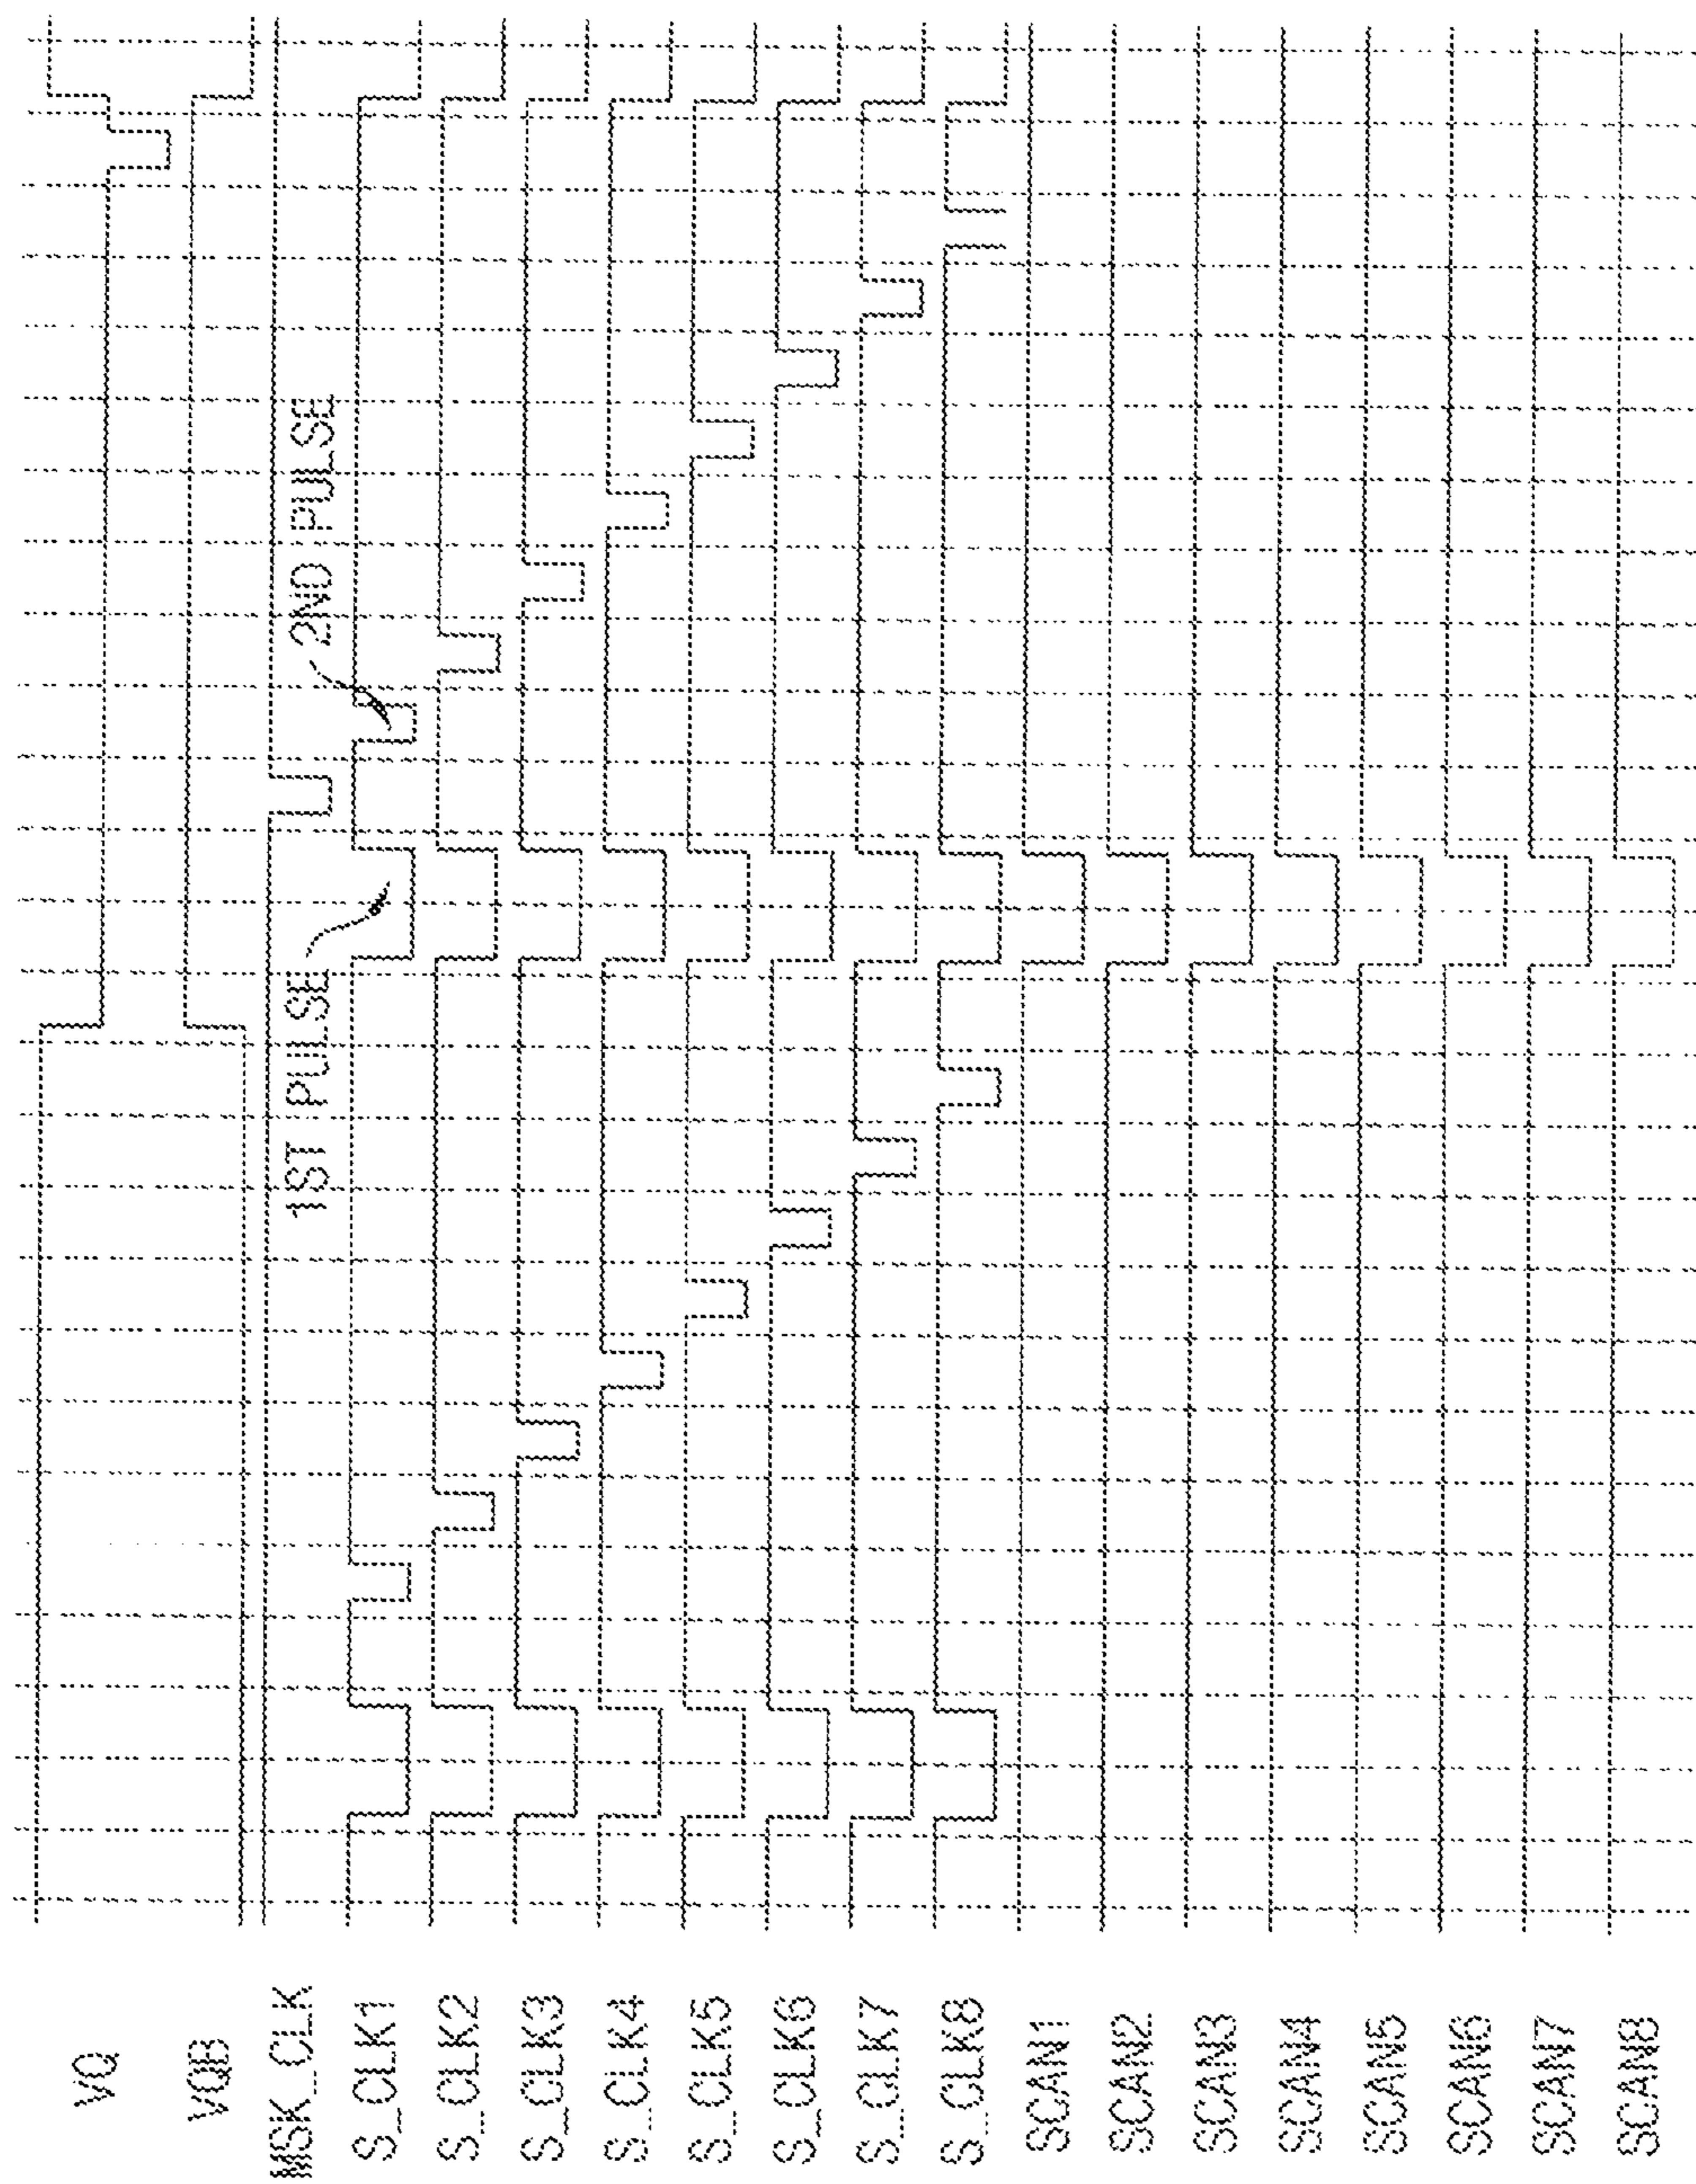 VQ
VQB
MSK_CLK
1ST PULSE
2ND PULSE
S_CLK1
S_CLK2
S_CLK3
S_CLK4
S_CLK5
S_CLK6
S_CLK7
S_CLK8
SCAN1
SCAN2
SCAN3
SCAN4
SCAN5
SCAN6
SCAN7
SCAN8